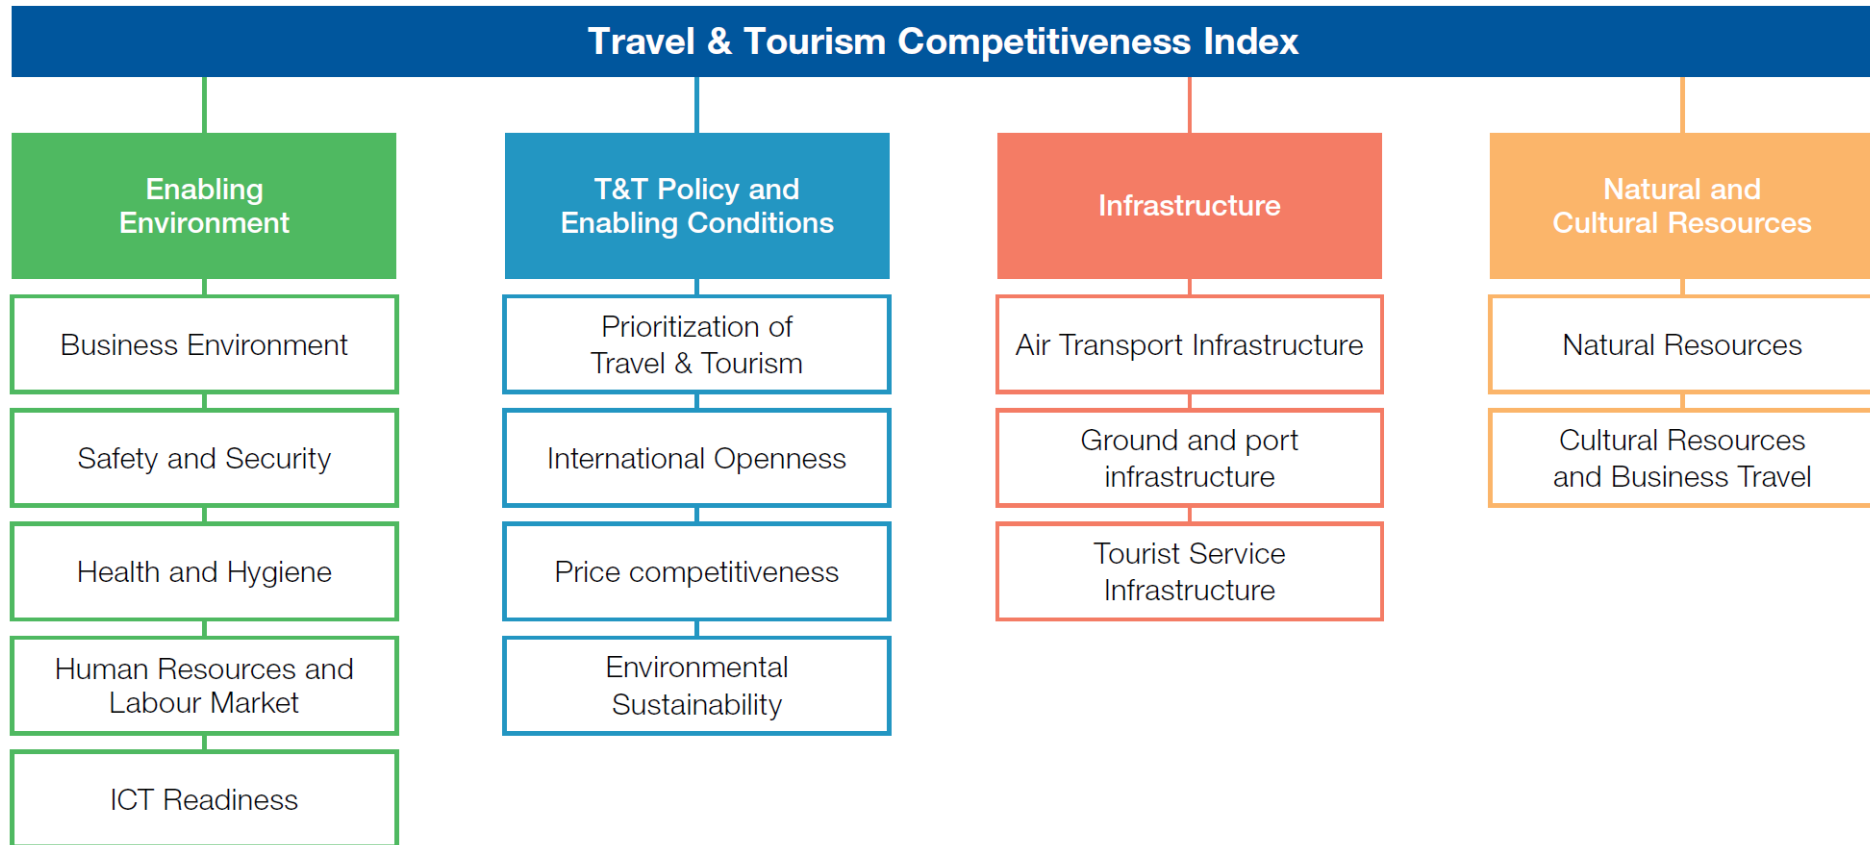 Travel & Tourism Competitiveness Index
Enabling
Environment
Business Environment
Safety and Security
Health and Hygiene
Human Resources and
Labour Market
ICT Readiness
T&T Policy and
Enabling Conditions
Prioritization of
Travel & Tourism
International Openness
Price competitiveness
Environmental
Sustainability
Infrastructure
Air Transport Infrastructure
Ground and port
infrastructure
Tourist Service
Infrastructure
Natural and
Cultural Resources
Natural Resources
Cultural Resources
and Business Travel